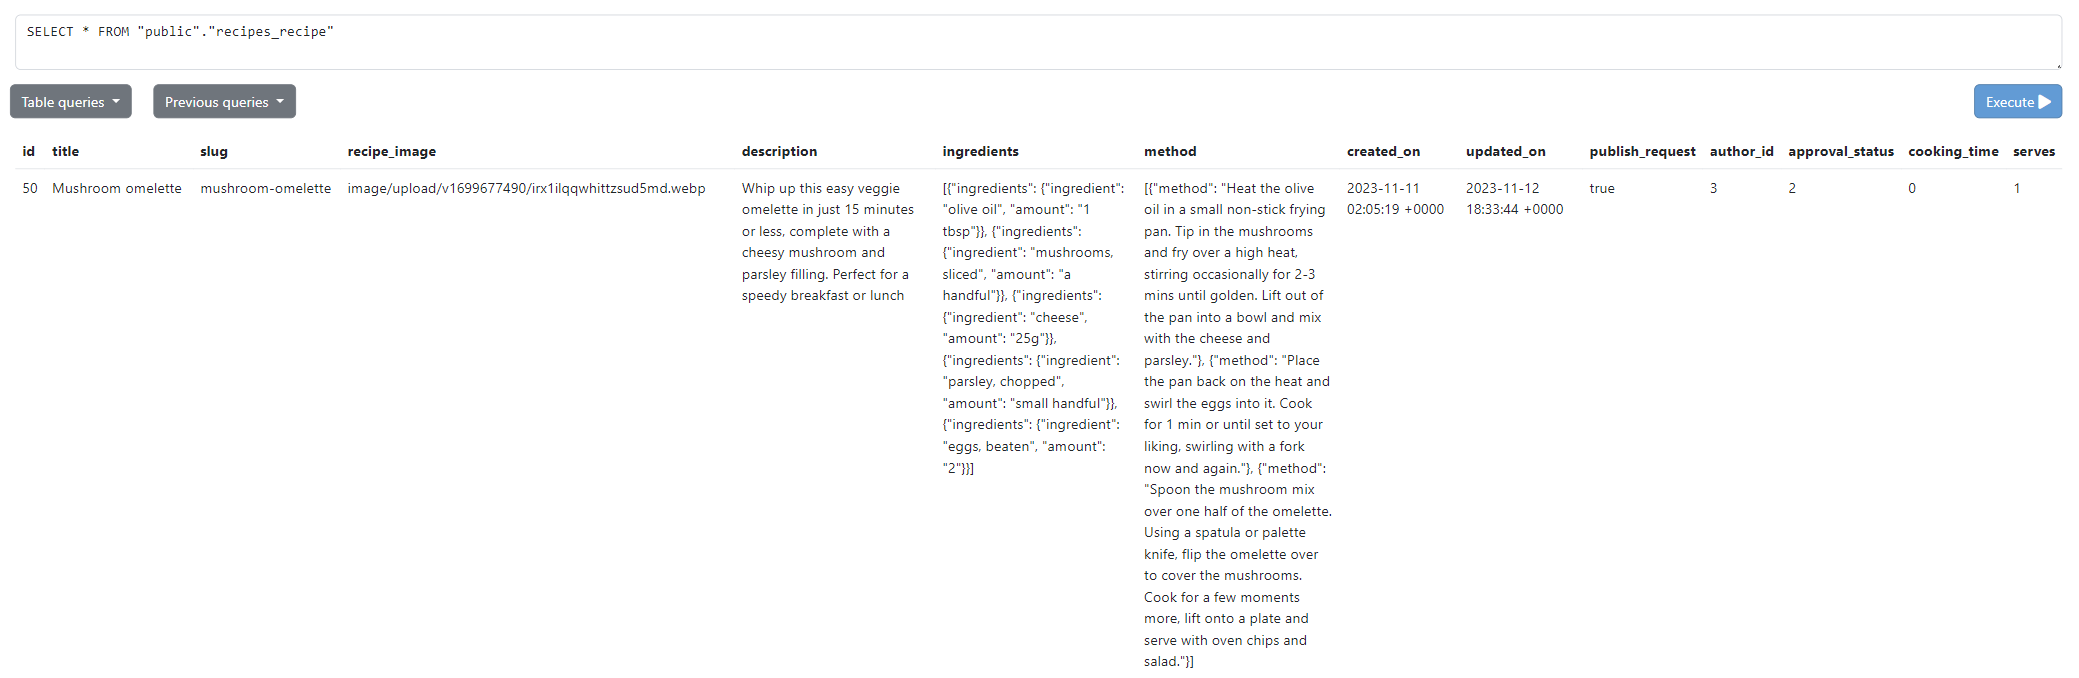 SELECT * FROM "public"."recipes_recipe"
Table queries
Previous queries
Execute
id title slug recipe_image description ingredients method created_on updated_on publish_request author_id approval_status cooking_time serves
50 Mushroom omelette mushroom-omelette image/upload/v1699677490/irx1ilqqwhittzsud5md.webp
Whip up this easy veggie
omelette in just 15 minutes
or less, complete with a
cheesy mushroom and
parsley filling. Perfect for a
speedy breakfast or lunch
[{"ingredients": {"ingredient":
"olive oil", "amount": "1
tbsp"}}, {"ingredients":
{"ingredient": "mushrooms,
sliced", "amount": "a
handful"}}, {"ingredients":
{"ingredient": "cheese",
"amount": "25g"}},
{"ingredients": {"ingredient":
"parsley, chopped",
"amount": "small handful"}},
{"ingredients": {"ingredient":
"eggs, beaten", "amount":
"2"}}]
[{"method": "Heat the olive
oil in a small non-stick frying
pan. Tip in the mushrooms
and fry over a high heat,
stirring occasionally for 2-3
mins until golden. Lift out of
the pan into a bowl and mix
with the cheese and
parsley."}, {"method": "Place
the pan back on the heat and
swirl the eggs into it. Cook
for 1 min or until set to your
liking, swirling with a fork
now and again."}, {"method":
"Spoon the mushroom mix
over one half of the omelette.
Using a spatula or palette
knife, flip the omelette over
to cover the mushrooms.
Cook for a few moments
more, lift onto a plate and
serve with oven chips and
salad."}]
2023-11-11
02:05:19 +0000
2023-11-12
18:33:44 +0000
true
3
2
0
1